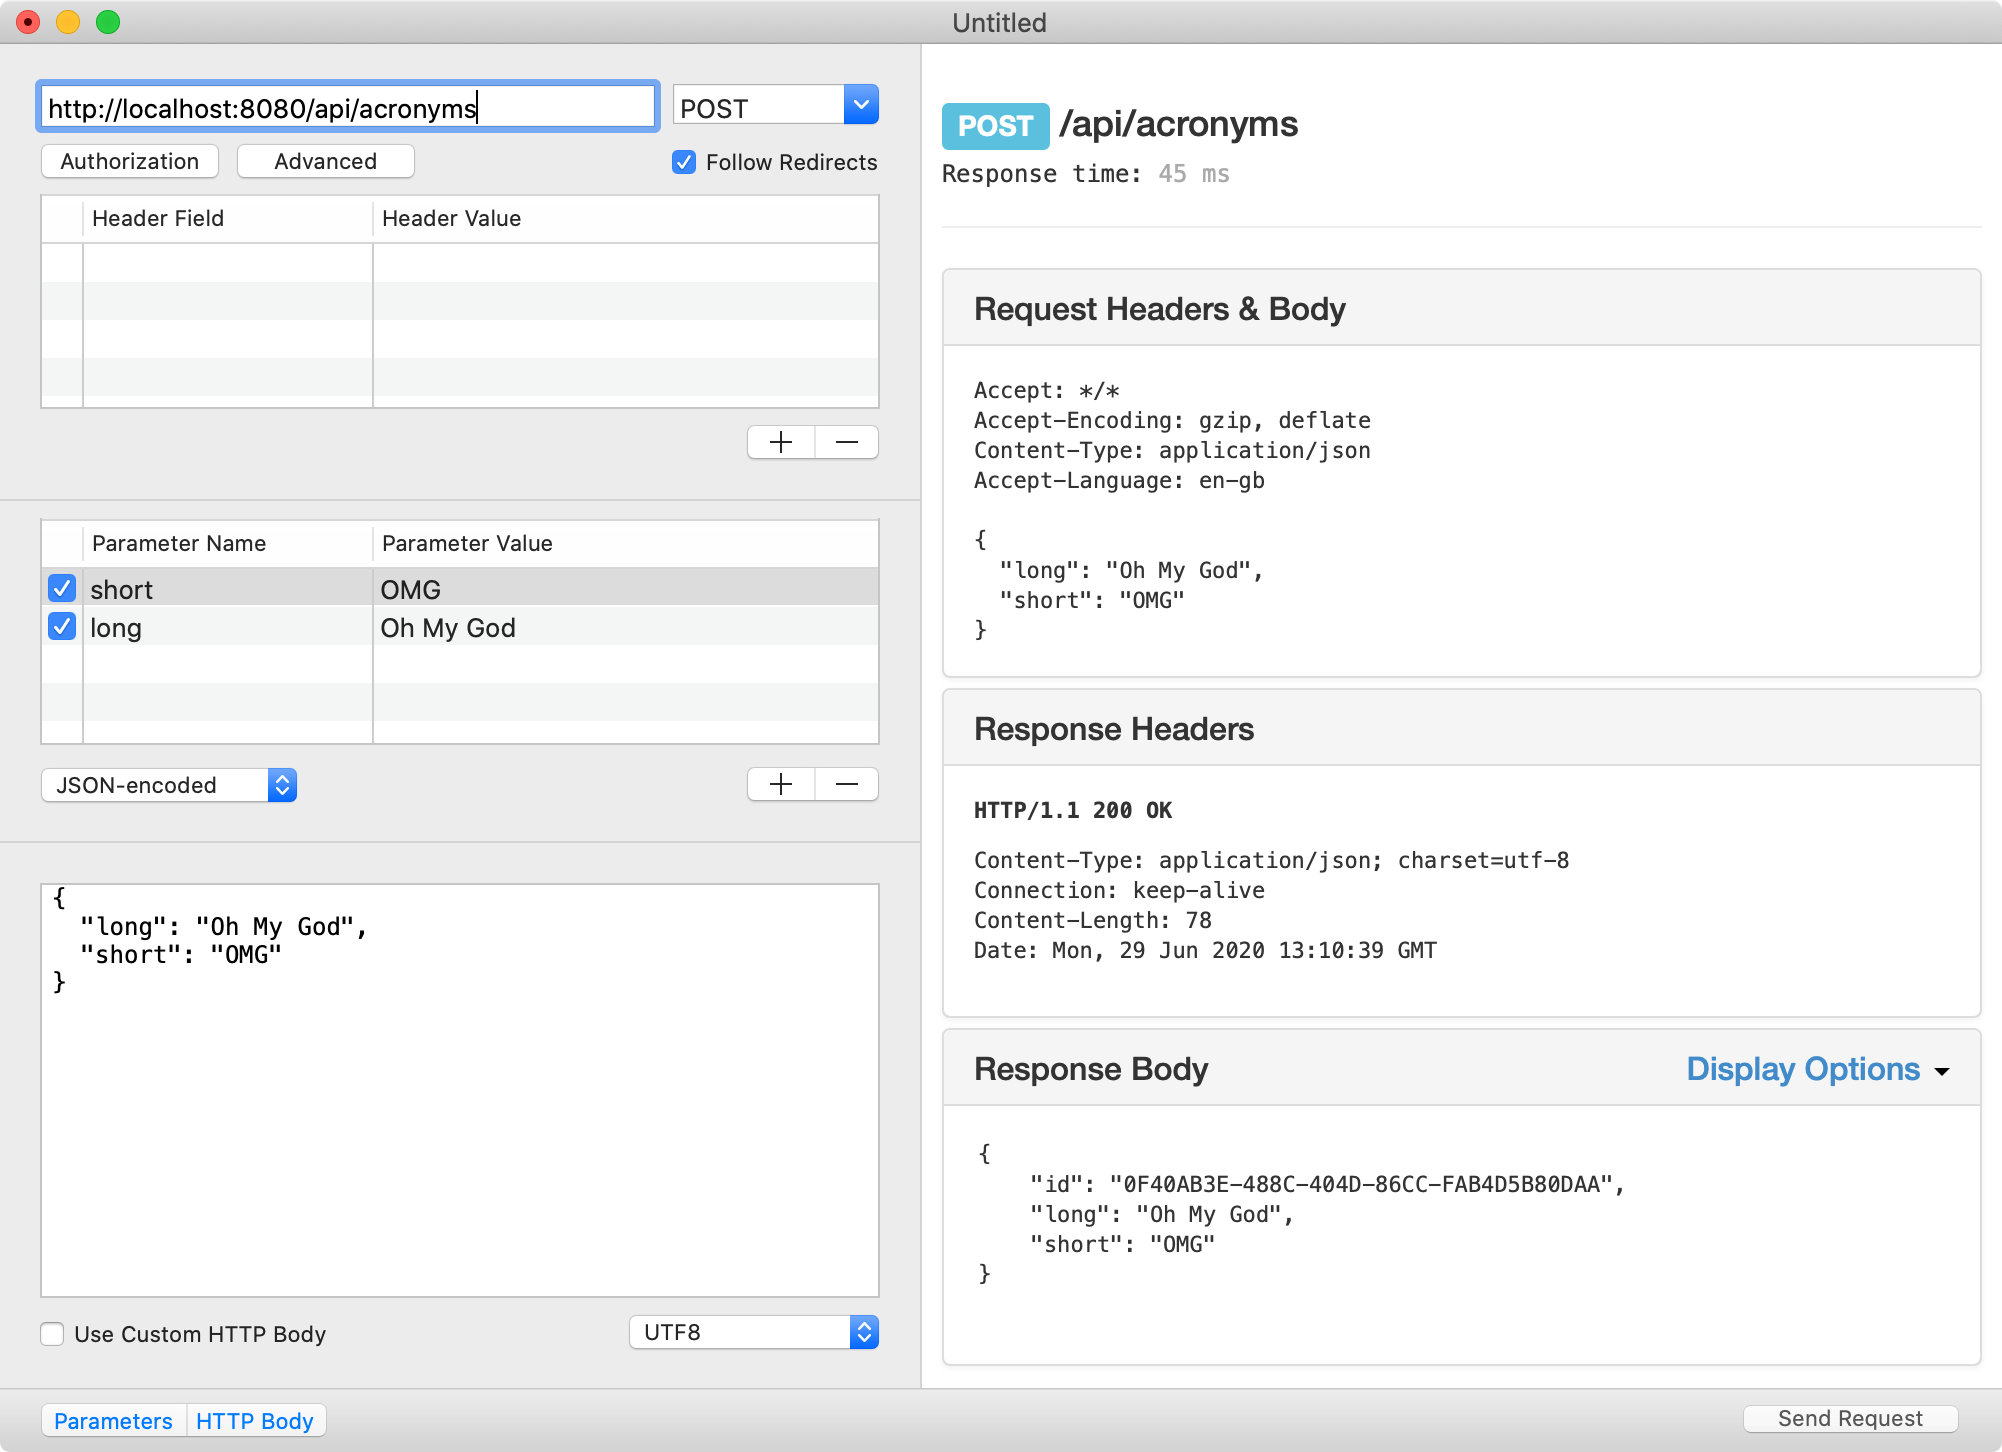 Untitled
http://localhost:8080/api/acronyms
POST
Authorization
Advanced
Follow Redirects
Header Field
Header Value
Parameter Name
Parameter Value
short
OMG
long
Oh My God
JSON-encoded
{
  "long": "Oh My God",
  "short": "OMG"
}
Use Custom HTTP Body
UTF8
Parameters
HTTP Body
POST /api/acronyms
Response time: 45 ms
Request Headers & Body
Accept: */*
Accept-Encoding: gzip, deflate
Content-Type: application/json
Accept-Language: en-gb
{
  "long": "Oh My God",
  "short": "OMG"
}
Response Headers
HTTP/1.1 200 OK
Content-Type: application/json; charset=utf-8
Connection: keep-alive
Content-Length: 78
Date: Mon, 29 Jun 2020 13:10:39 GMT
Response Body
Display Options
{
    "id": "0F40AB3E-488C-404D-86CC-FAB4D5B80DAA",
    "long": "Oh My God",
    "short": "OMG"
}
Send Request